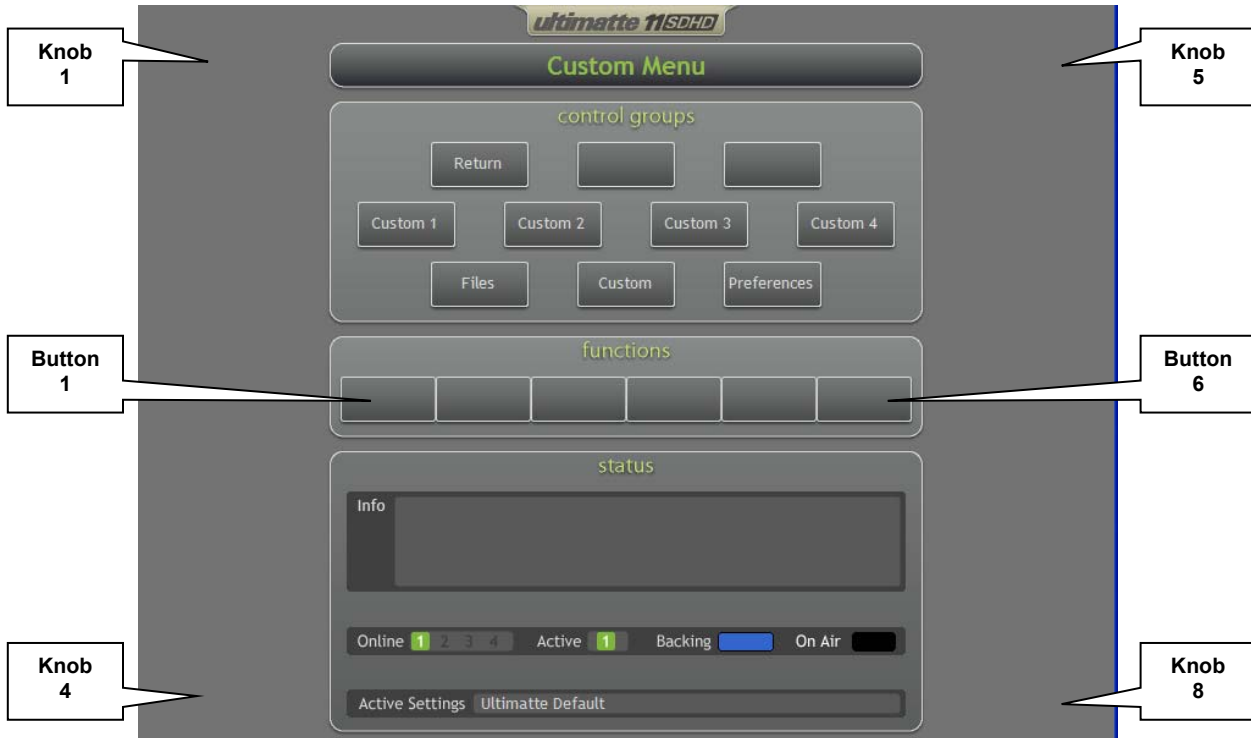 ultimatte 11 SDHD
Knob
1
Custom Menu
Knob
5
control groups
Return
Custom 1 Custom 2 Custom 3 Custom 4
Files Custom Preferences
Button
1
functions
Button
6
status
Info
Online 1 2 3 4 Active 1 Backing On Air
Knob
4
Active Settings Ultimatte Default
Knob
8